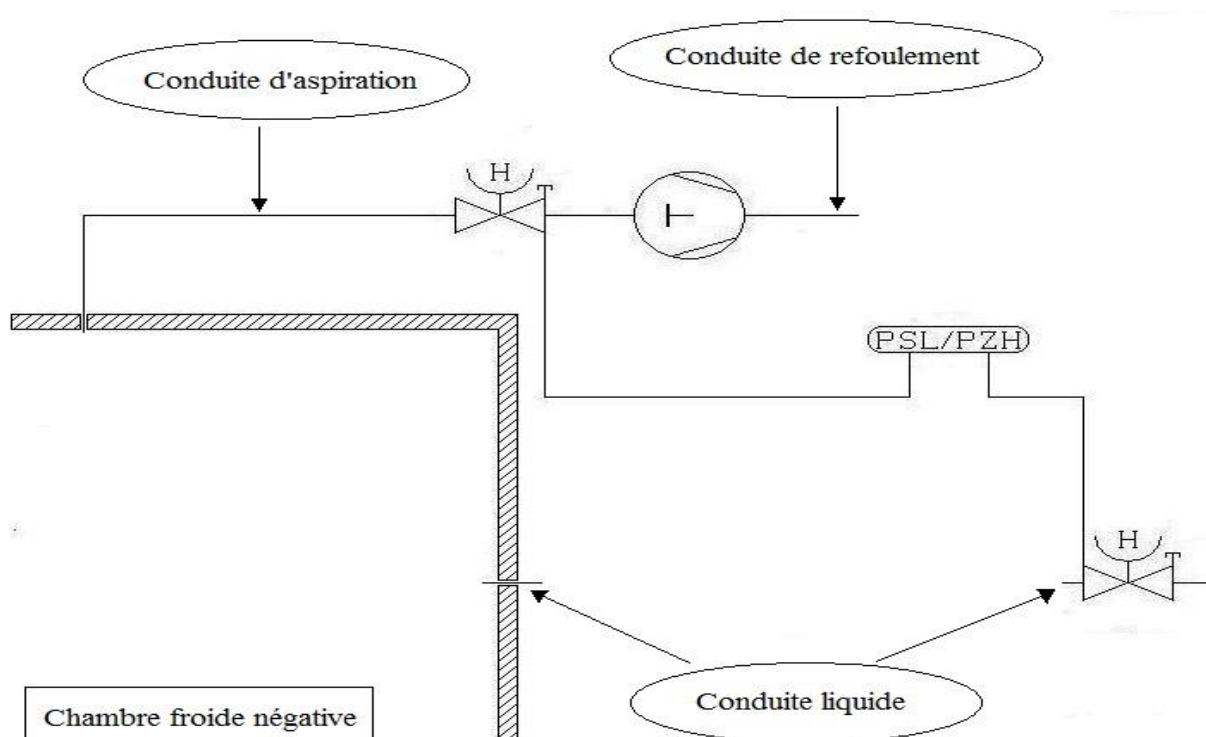 Conduite d'aspiration
Conduite de refoulement
H
PSL/PZH
H
Conduite liquide
Chambre froide négative